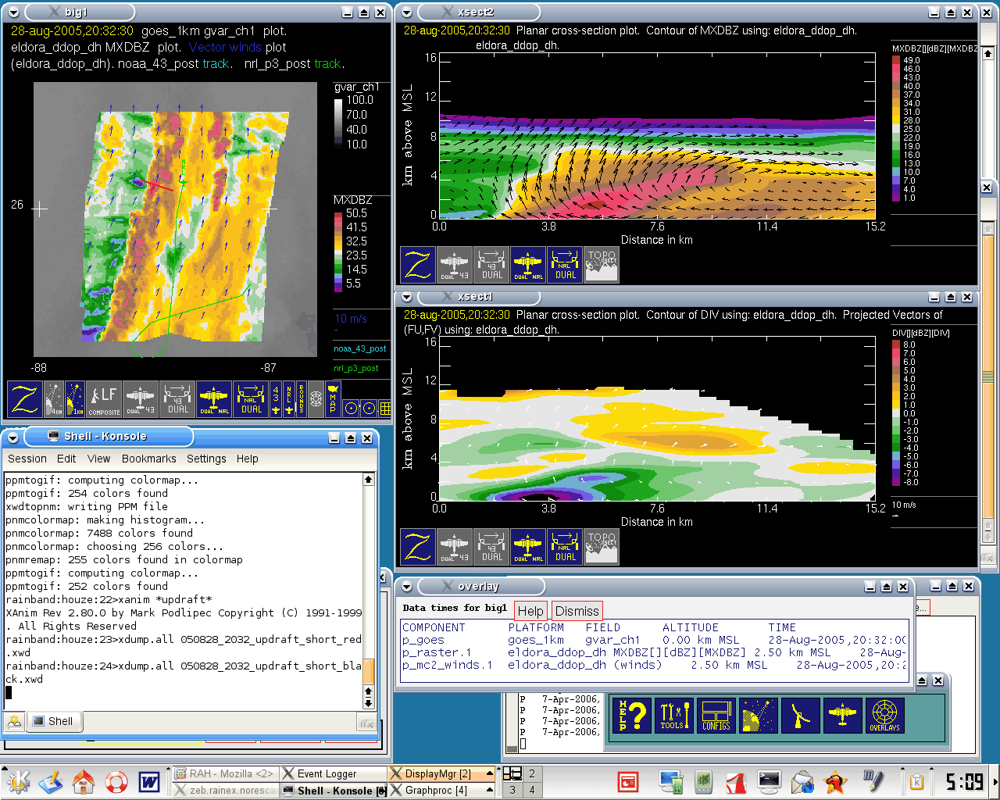 big1
28-aug-2005,20:32:30 goes_1km gvar_ch1 plot.
eldora_ddop_dh MXDBZ plot. Vector winds plot
(eldora_ddop_dh). noaa_43_post track. nrl_p3_post track.
gvar_ch1
100.0
70.0
40.0
10.0
MXDBZ
50.5
41.5
32.5
23.5
14.5
5.5
10 m/s
noaa_43_post
nrl_p3_post
26
-88
-87
4KM
1KM
LF
COMPOSITE
DUAL 43
43
DUAL
DUAL NRL
NRL
DUAL
43
NRL
BOUNDS
MAP
xsect2
28-aug-2005,20:32:30 Planar cross-section plot. Contour of MXDBZ using: eldora_ddop_dh.
eldora_ddop_dh.
km above MSL
16
12
8
4
0
0.0
3.8
7.6
11.4
15.2
Distance in km
MXDBZ[][dBZ][MXDBZ
49.0
46.0
43.0
40.0
37.0
34.0
31.0
28.0
25.0
22.0
19.0
16.0
13.0
10.0
7.0
4.0
1.0
DUAL 43
43
DUAL
DUAL NRL
NRL
DUAL
TOPO
XSECT
xsect1
28-aug-2005,20:32:30 Planar cross-section plot. Contour of DIV using: eldora_ddop_dh. Projected Vectors of
(FU,FV) using: eldora_ddop_dh.
km above MSL
16
12
8
4
0
0.0
3.8
7.6
11.4
15.2
Distance in km
DIV[][dBZ][DIV]
8.0
7.0
6.0
5.0
4.0
3.0
2.0
1.0
0.0
-1.0
-2.0
-3.0
-4.0
-5.0
-6.0
-7.0
-8.0
10 m/s
DUAL 43
43
DUAL
DUAL NRL
NRL
DUAL
TOPO
XSECT
Shell - Konsole
Session Edit View Bookmarks Settings Help
ppmtogif: computing colormap...
ppmtogif: 254 colors found
xwdtopnm: writing PPM file
pnmcolormap: making histogram...
pnmcolormap: 7488 colors found
pnmcolormap: choosing 256 colors...
pnmremap: 255 colors found in colormap
ppmtogif: computing colormap...
ppmtogif: 252 colors found
rainband:houze:22>xanim *updraft*
XAnim Rev 2.80.0 by Mark Podlipec Copyright (C) 1991-1999
. All Rights Reserved
rainband:houze:23>xdump.all 050828_2032_updraft_short_red
.xwd
rainband:houze:24>xdump.all 050828_2032_updraft_short_bla
ck.xwd
Shell
overlay
Data times for big1 Help Dismiss
COMPONENT PLATFORM FIELD ALTITUDE TIME
p_goes goes_1km gvar_ch1 0.00 km MSL 28-Aug-2005,20:32:00
p_raster.1 eldora_ddop_dh MXDBZ[][dBZ][MXDBZ] 2.50 km MSL 28-Aug-
p_mc2_winds.1 eldora_ddop_dh (winds) 2.50 km MSL 28-Aug-2005,20:
e...
P 7-Apr-2006,
P 7-Apr-2006,
P 7-Apr-2006,
P 7-Apr-2006,
HELP
TOOLS
CONFIGS
OVERLAYS
RAH - Mozilla <2>
Event Logger
DisplayMgr [2]
zeb.rainex.noresca
Shell - Konsole [6]
Graphproc [4]
2
3
4
5:09